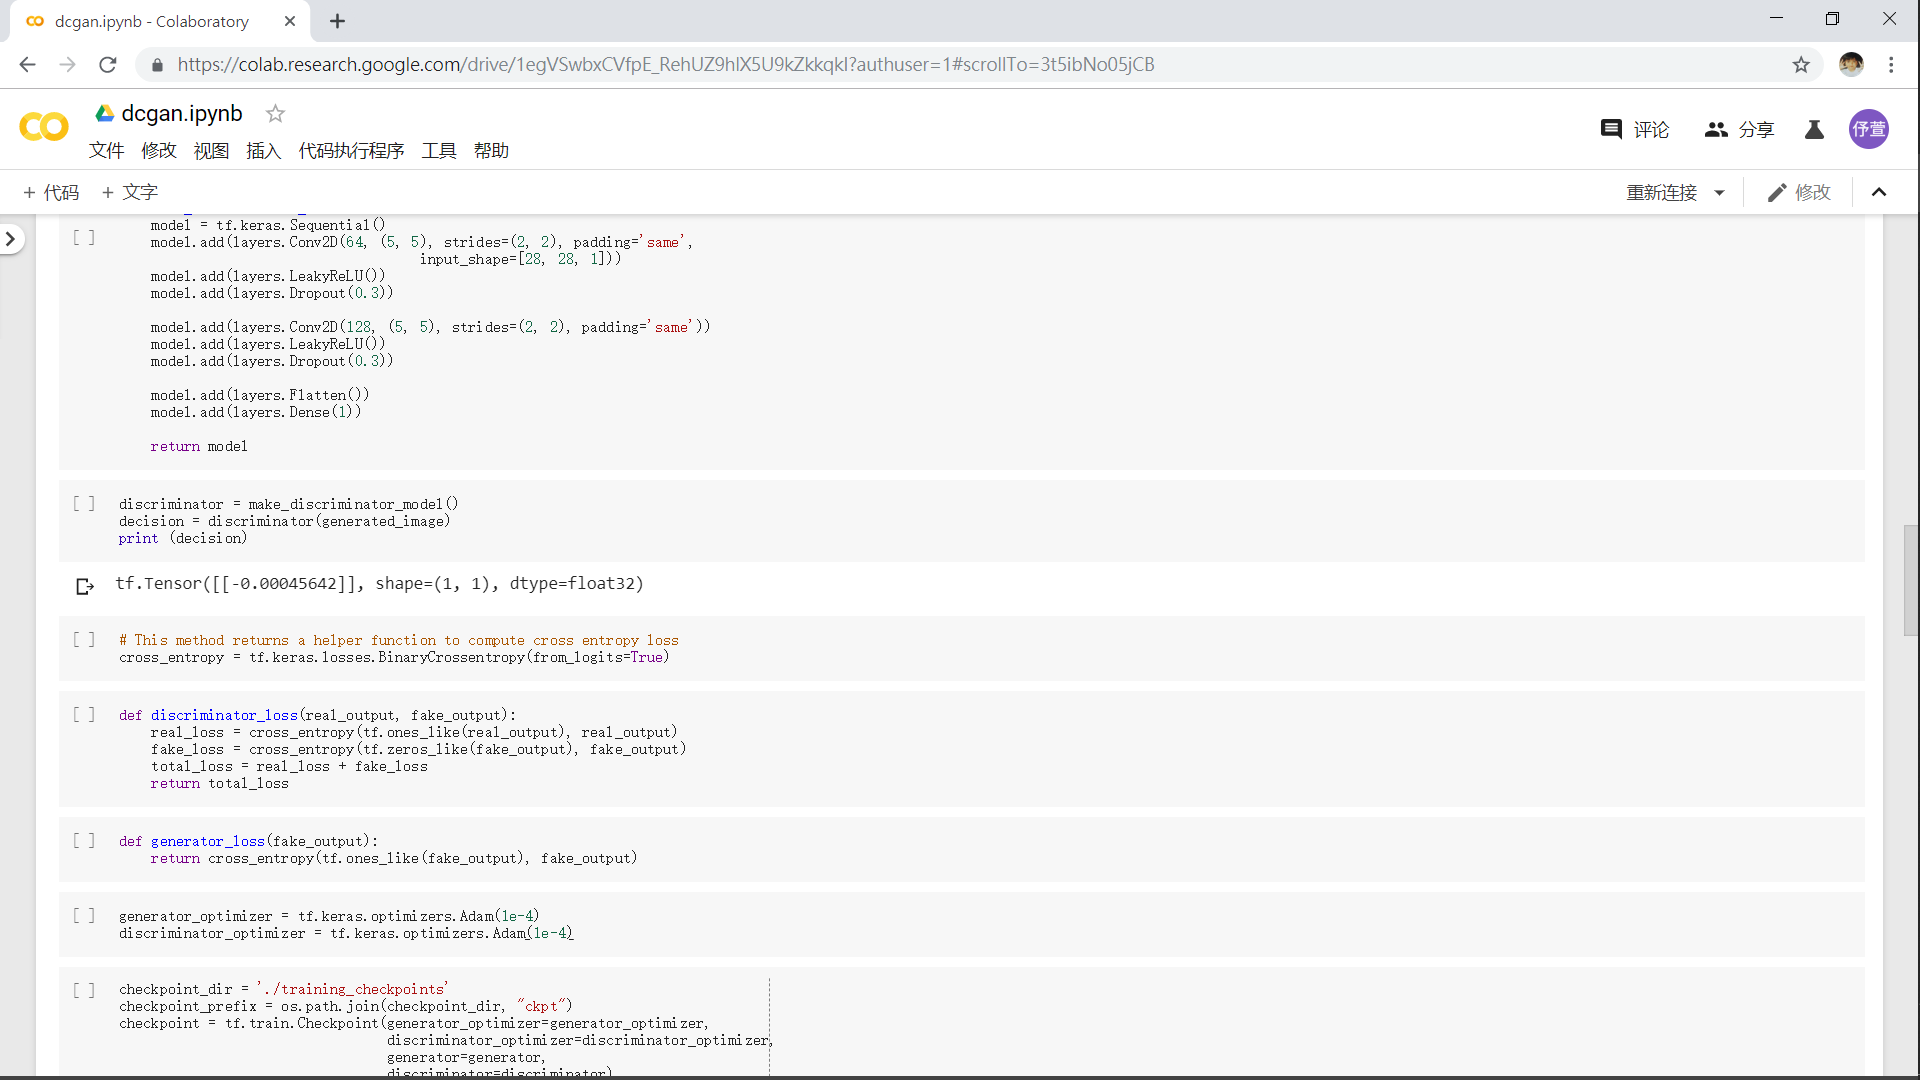 dcgan.ipynb - Colaboratory
https://colab.research.google.com/drive/1egVSwbxCVfpE_RehUZ9hlX5U9kZkkqkI?authuser=1#scrollTo=3t5ibNo05jCB
dcgan.ipynb
评论 分享 伃萱
文件 修改 视图 插入 代码执行程序 工具 帮助
+ 代码 + 文字 重新连接 修改
model = tf.keras.Sequential()
[ ] model.add(layers.Conv2D(64, (5, 5), strides=(2, 2), padding='same',
input_shape=[28, 28, 1]))
model.add(layers.LeakyReLU())
model.add(layers.Dropout(0.3))
model.add(layers.Conv2D(128, (5, 5), strides=(2, 2), padding='same'))
model.add(layers.LeakyReLU())
model.add(layers.Dropout(0.3))
model.add(layers.Flatten())
model.add(layers.Dense(1))
return model
[ ] discriminator = make_discriminator_model()
decision = discriminator(generated_image)
print (decision)
tf.Tensor([[-0.00045642]], shape=(1, 1), dtype=float32)
[ ] # This method returns a helper function to compute cross entropy loss
cross_entropy = tf.keras.losses.BinaryCrossentropy(from_logits=True)
[ ] def discriminator_loss(real_output, fake_output):
real_loss = cross_entropy(tf.ones_like(real_output), real_output)
fake_loss = cross_entropy(tf.zeros_like(fake_output), fake_output)
total_loss = real_loss + fake_loss
return total_loss
[ ] def generator_loss(fake_output):
return cross_entropy(tf.ones_like(fake_output), fake_output)
[ ] generator_optimizer = tf.keras.optimizers.Adam(1e-4)
discriminator_optimizer = tf.keras.optimizers.Adam(1e-4)
[ ] checkpoint_dir = './training_checkpoints'
checkpoint_prefix = os.path.join(checkpoint_dir, "ckpt")
checkpoint = tf.train.Checkpoint(generator_optimizer=generator_optimizer,
discriminator_optimizer=discriminator_optimizer,
generator=generator,
discriminator=discriminator)